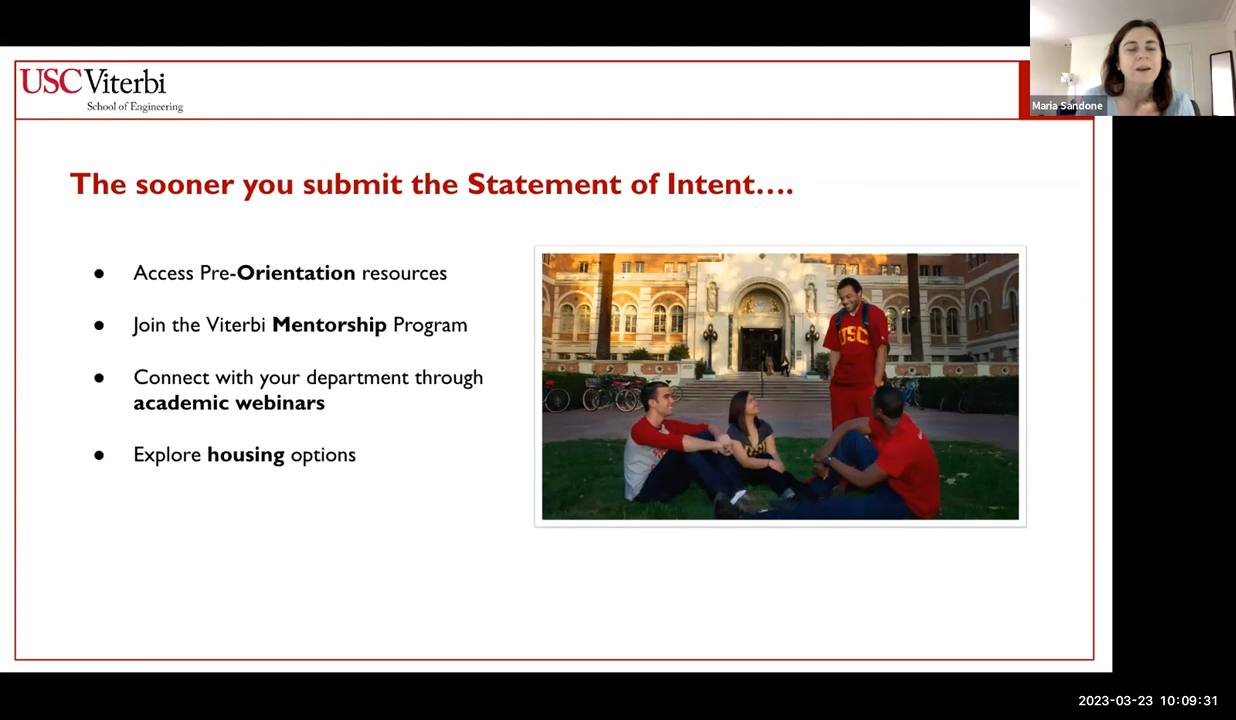 USC Viterbi
School of Engineering
Maria Sandone
The sooner you submit the Statement of Intent....
● Access Pre-Orientation resources
● Join the Viterbi Mentorship Program
● Connect with your department through
academic webinars
● Explore housing options
USC
2023-03-23 10:09:31